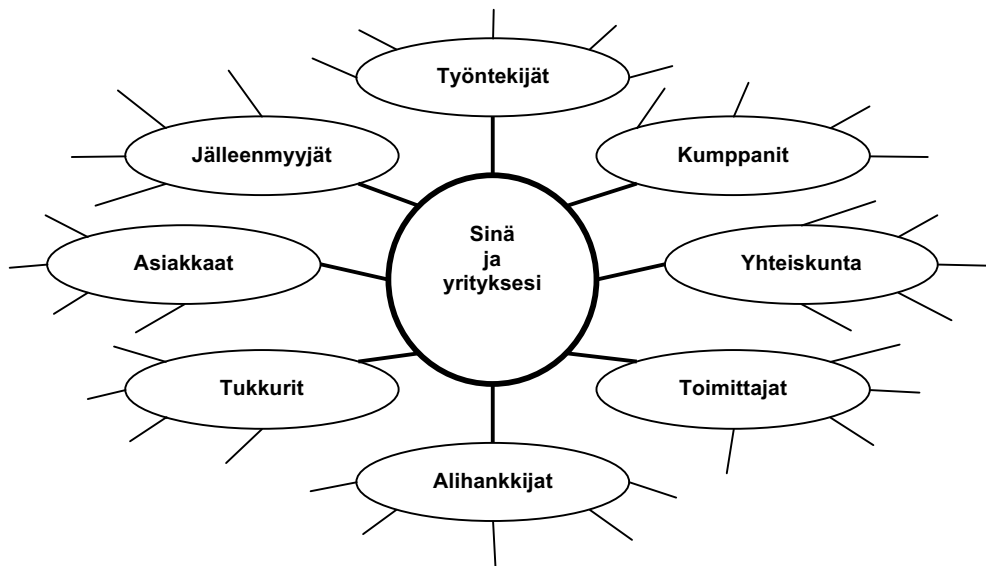 Työntekijät
Jälleenmyyjät
Kumppanit
Sinä
ja
yrityksesi
Asiakkaat
Yhteiskunta
Tukkurit
Toimittajat
Alihankkijat